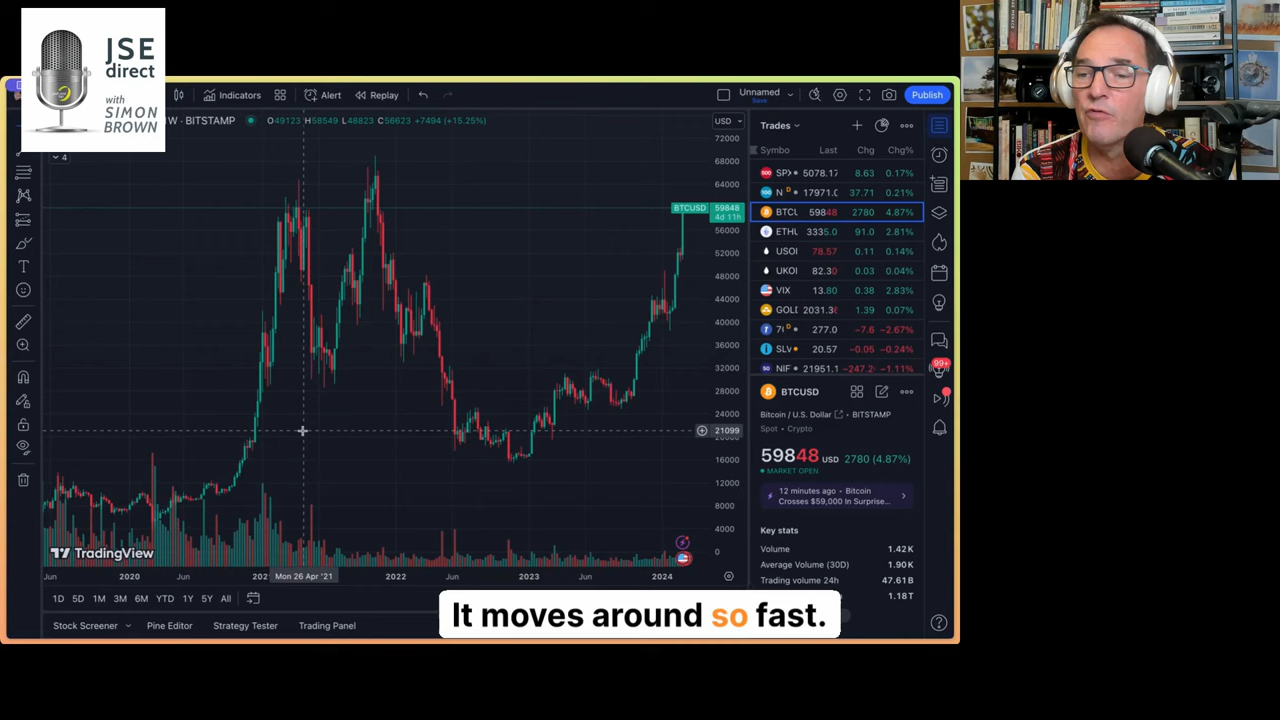 JSE
direct
with
SIMON
BROWN
Indicators
Alert
Replay
Unnamed
Save
Publish
W · BITSTAMP
O49123 H58549 L48823 C56623 +7494 (+15.25%)
4
USD
72000
68000
64000
BTCUSD 59848
4d 11h
56000
52000
48000
44000
40000
36000
32000
28000
24000
21099
20000
16000
12000
8000
4000
0
TradingView
Jun 2020 Jun 202 Mon 26 Apr '21 2022 Jun 2023 Jun 2024
1D 5D 1M 3M 6M YTD 1Y 5Y All
Stock Screener Pine Editor Strategy Tester Trading Panel
Trades
Symbo Last Chg Chg%
SPX 5078.17 8.63 0.17%
N D 17971.0 37.71 0.21%
BTCU 59848 2780 4.87%
ETHU 3335.0 91.0 2.81%
USOI 78.57 0.11 0.14%
UKOI 82.30 0.03 0.04%
VIX 13.80 0.38 2.83%
GOLD 2031.3 1.39 0.07%
D 277.0 −7.6 −2.67%
SLV 20.57 −0.05 −0.24%
NIF 21951.1 −247.2 −1.11%
99+
BTCUSD
Bitcoin / U.S. Dollar · BITSTAMP
Spot · Crypto
59848 USD 2780 (4.87%)
MARKET OPEN
12 minutes ago · Bitcoin
Crosses $59,000 In Surprise...
Key stats
Volume 1.42K
Average Volume (30D) 1.90K
Trading volume 24h 47.61B
1.18T
It moves around so fast.